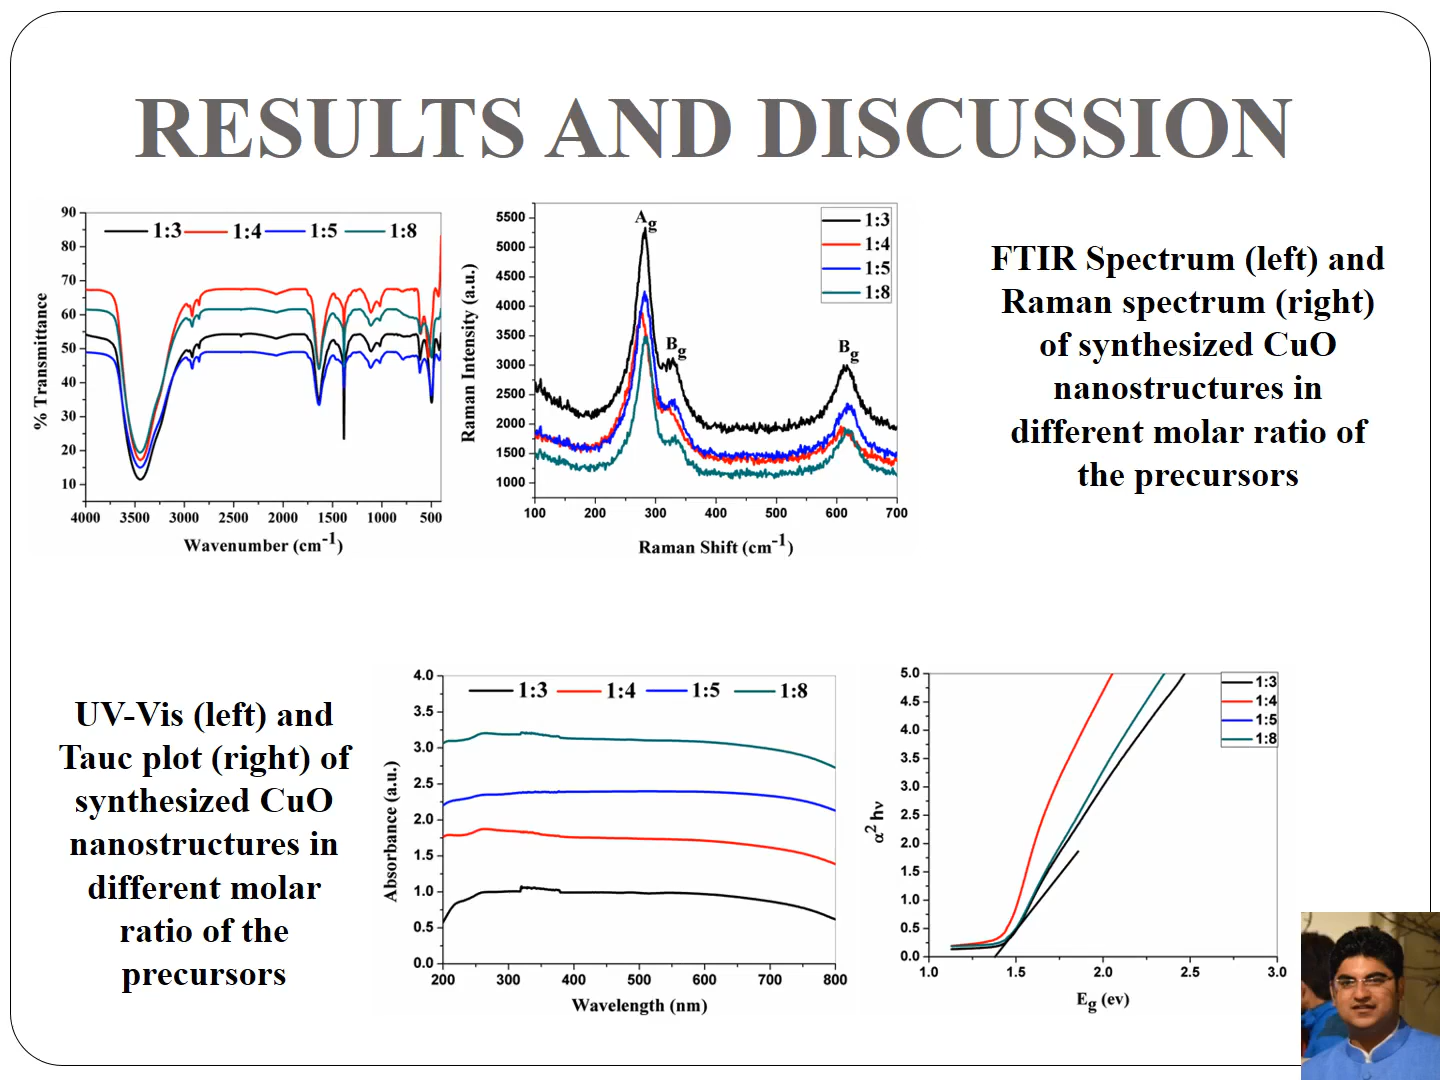 RESULTS AND DISCUSSION
1:3 1:4 1:5 1:8
90
80
70
60
50
40
30
20
10
% Transmittance
4000 3500 3000 2500 2000 1500 1000 500
Wavenumber (cm-1)
Ag
Bg
Bg
1:3
1:4
1:5
1:8
5500
5000
4500
4000
3500
3000
2500
2000
1500
1000
Raman Intensity (a.u.)
100 200 300 400 500 600 700
Raman Shift (cm-1)
FTIR Spectrum (left) and
Raman spectrum (right)
of synthesized CuO
nanostructures in
different molar ratio of
the precursors
UV-Vis (left) and
Tauc plot (right) of
synthesized CuO
nanostructures in
different molar
ratio of the
precursors
1:3 1:4 1:5 1:8
4.0
3.5
3.0
2.5
2.0
1.5
1.0
0.5
0.0
Absorbance (a.u.)
200 300 400 500 600 700 800
Wavelength (nm)
1:3
1:4
1:5
1:8
5.0
4.5
4.0
3.5
3.0
2.5
2.0
1.5
1.0
0.5
0.0
α2 hν
1.0 1.5 2.0 2.5 3.0
Eg (ev)